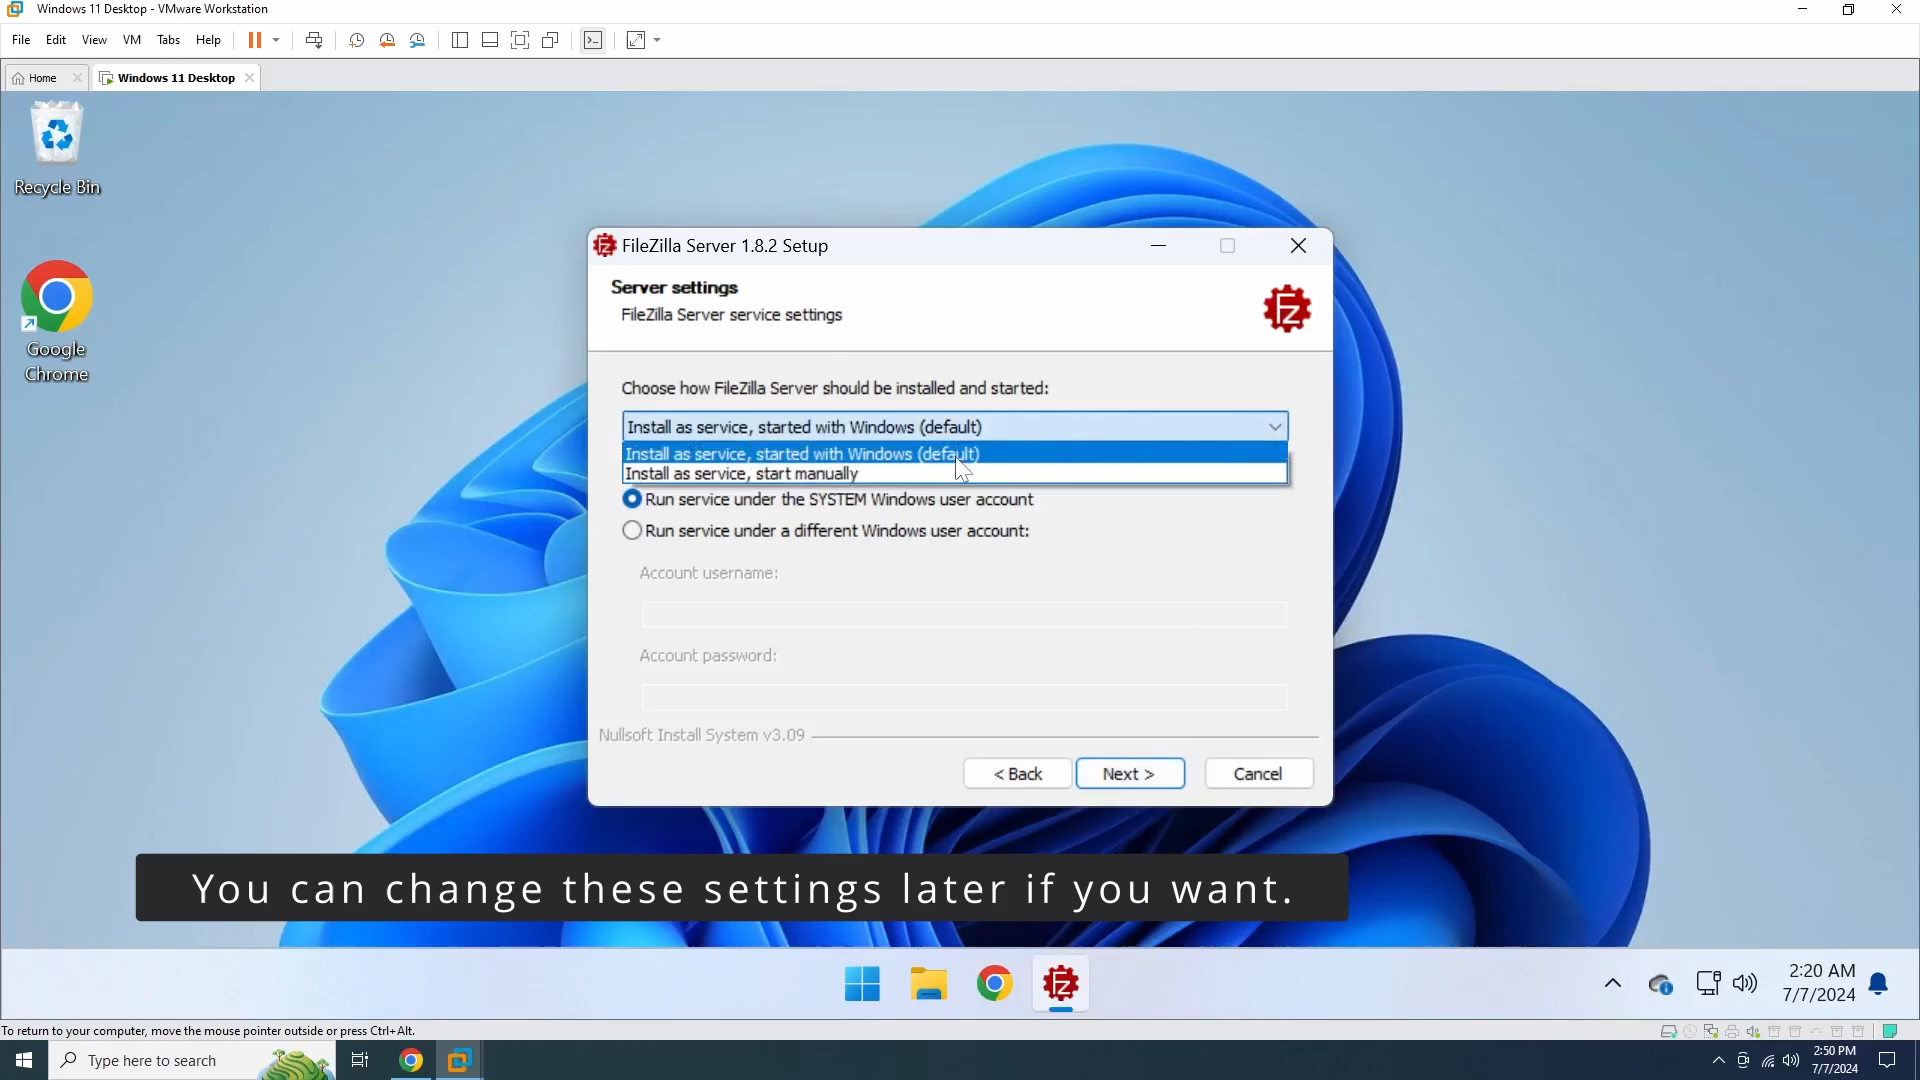 Windows 11 Desktop - VMware Workstation
File Edit View VM Tabs Help
Home
Windows 11 Desktop
Recycle Bin
Google
Chrome
FileZilla Server 1.8.2 Setup
Server settings
FileZilla Server service settings
Choose how FileZilla Server should be installed and started:
Install as service, started with Windows (default)
Install as service, started with Windows (default)
Install as service, start manually
Run service under the SYSTEM Windows user account
Run service under a different Windows user account:
Account username:
Account password:
Nullsoft Install System v3.09
< Back Next > Cancel
You can change these settings later if you want.
2:20 AM
7/7/2024
To return to your computer, move the mouse pointer outside or press Ctrl+Alt.
Type here to search
2:50 PM
7/7/2024